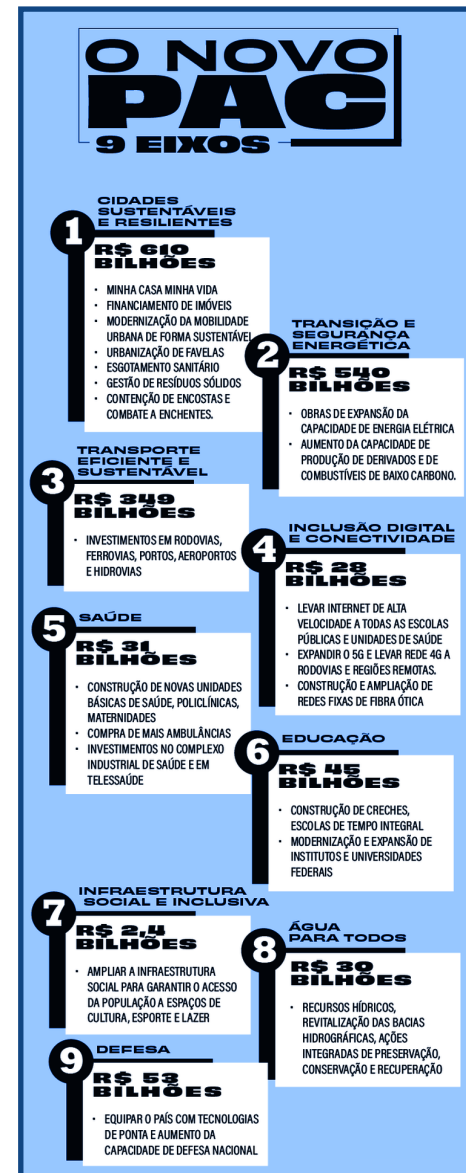 O NOVO
PAC
9 EIXOS
1
CIDADES
SUSTENTÁVEIS
E RESILIENTES
R$ 610
BILHÕES
• MINHA CASA MINHA VIDA
• FINANCIAMENTO DE IMÓVEIS
• MODERNIZAÇÃO DA MOBILIDADE
URBANA DE FORMA SUSTENTÁVEL
• URBANIZAÇÃO DE FAVELAS
• ESGOTAMENTO SANITÁRIO
• GESTÃO DE RESÍDUOS SÓLIDOS
• CONTENÇÃO DE ENCOSTAS E
COMBATE A ENCHENTES.
2
TRANSIÇÃO E
SEGURANÇA
ENERGÉTICA
R$ 540
BILHÕES
• OBRAS DE EXPANSÃO DA
CAPACIDADE DE ENERGIA ELÉTRICA
• AUMENTO DA CAPACIDADE DE
PRODUÇÃO DE DERIVADOS E DE
COMBUSTÍVEIS DE BAIXO CARBONO.
3
TRANSPORTE
EFICIENTE E
SUSTENTÁVEL
R$ 349
BILHÕES
• INVESTIMENTOS EM RODOVIAS,
FERROVIAS, PORTOS, AEROPORTOS
E HIDROVIAS
4
INCLUSÃO DIGITAL
E CONECTIVIDADE
R$ 28
BILHÕES
• LEVAR INTERNET DE ALTA
VELOCIDADE A TODAS AS ESCOLAS
PÚBLICAS E UNIDADES DE SAÚDE
• EXPANDIR O 5G E LEVAR REDE 4G A
RODOVIAS E REGIÕES REMOTAS.
• CONSTRUÇÃO E AMPLIAÇÃO DE
REDES FIXAS DE FIBRA ÓTICA
5
SAÚDE
R$ 31
BILHÕES
• CONSTRUÇÃO DE NOVAS UNIDADES
BÁSICAS DE SAÚDE, POLICLÍNICAS,
MATERNIDADES
• COMPRA DE MAIS AMBULÂNCIAS
• INVESTIMENTOS NO COMPLEXO
INDUSTRIAL DE SAÚDE E EM
TELESSAÚDE
6
EDUCAÇÃO
R$ 45
BILHÕES
• CONSTRUÇÃO DE CRECHES,
ESCOLAS DE TEMPO INTEGRAL
• MODERNIZAÇÃO E EXPANSÃO DE
INSTITUTOS E UNIVERSIDADES
FEDERAIS
7
INFRAESTRUTURA
SOCIAL E INCLUSIVA
R$ 2,4
BILHÕES
• AMPLIAR A INFRAESTRUTURA
SOCIAL PARA GARANTIR O ACESSO
DA POPULAÇÃO A ESPAÇOS DE
CULTURA, ESPORTE E LAZER
8
ÁGUA
PARA TODOS
R$ 30
BILHÕES
• RECURSOS HÍDRICOS,
REVITALIZAÇÃO DAS BACIAS
HIDROGRÁFICAS, AÇÕES
INTEGRADAS DE PRESERVAÇÃO,
CONSERVAÇÃO E RECUPERAÇÃO
9
DEFESA
R$ 53
BILHÕES
• EQUIPAR O PAÍS COM TECNOLOGIAS
DE PONTA E AUMENTO DA
CAPACIDADE DE DEFESA NACIONAL